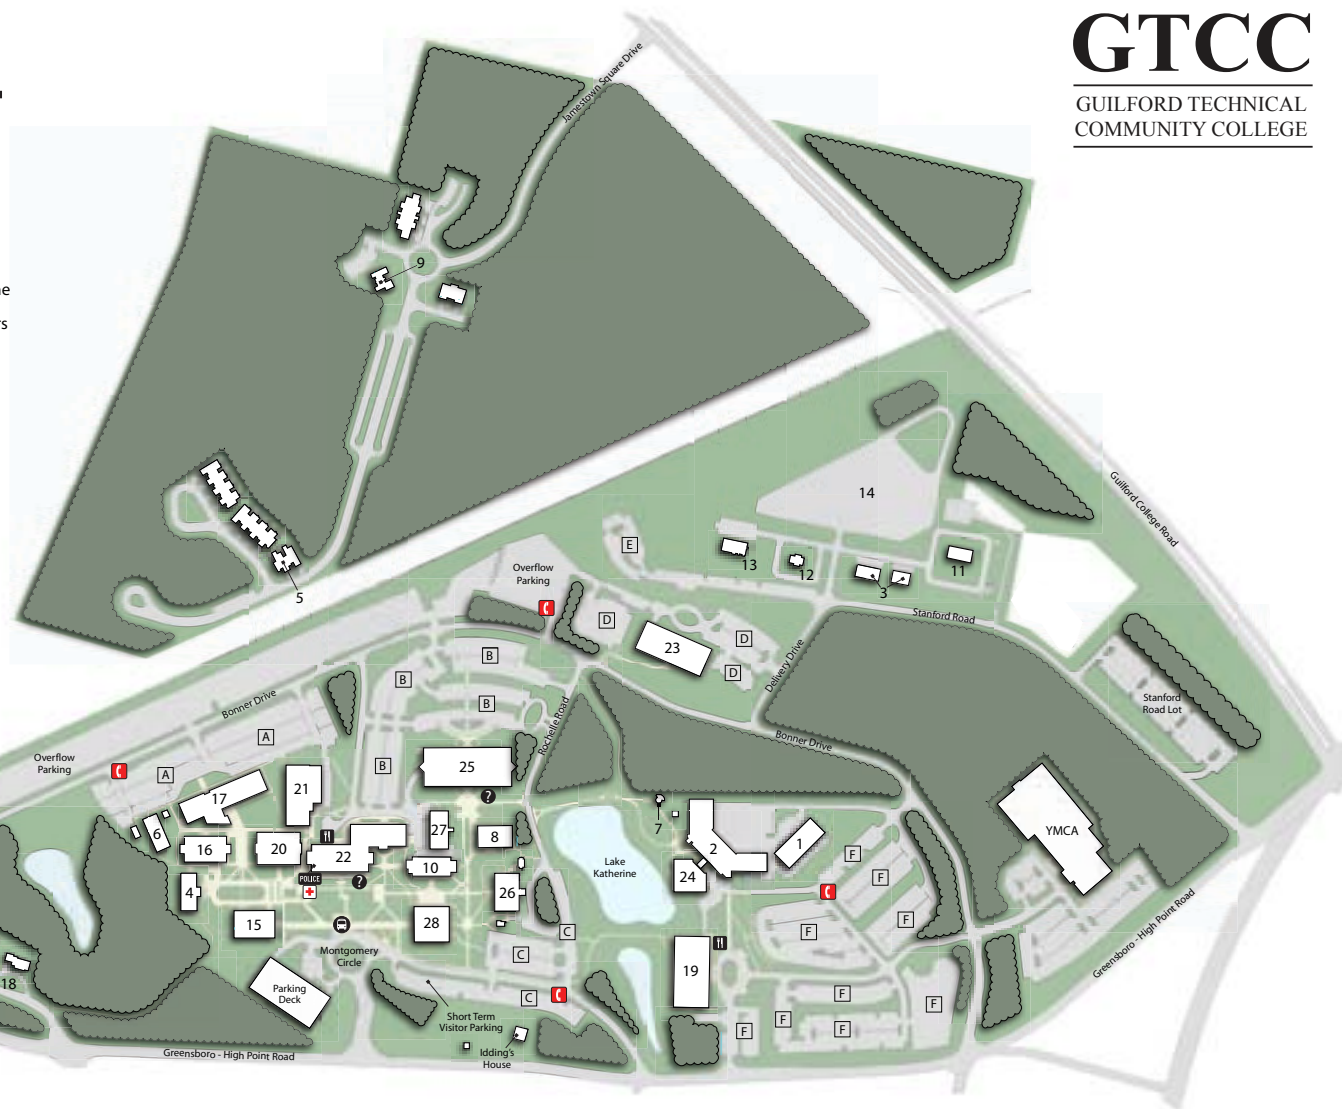 GTCC
GUILFORD TECHNICAL
COMMUNITY COLLEGE
Jamestown Square Drive
9
5
14
Guilford College Road
E
13
12
3
11
Overflow
Parking
Stanford Road
D
D
D
23
Delivery Drive
Stanford
Road Lot
B
B
B
B
Rochelle Road
Bonner Drive
Bonner Drive
A
A
Overflow
Parking
25
?
17
21
6
16
20
22
27
8
10
7
2
1
YMCA
Lake
Katherine
24
POLICE
?
4
26
15
28
F
F
F
F
C
C
C
Montgomery
Circle
19
18
Parking
Deck
Short Term
Visitor Parking
Idding's
House
F
F
F
F
F
Greensboro - High Point Road
Greensboro - High Point Road